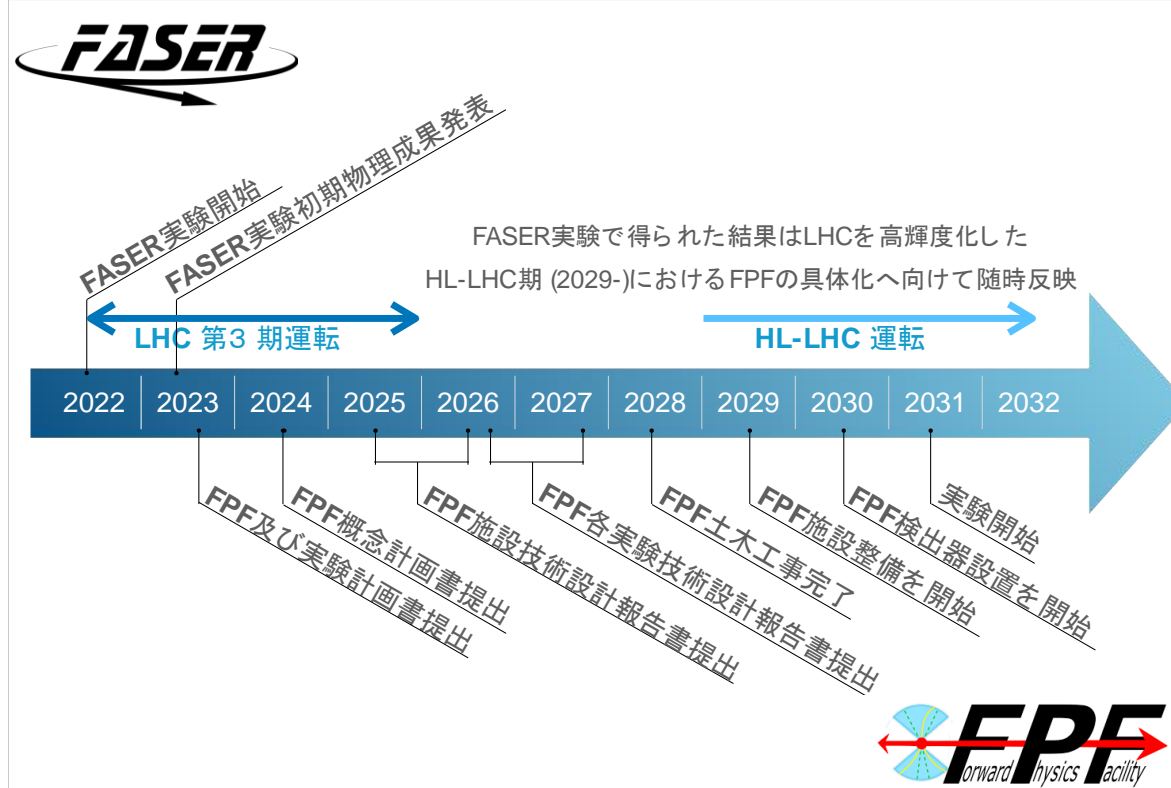 FASER
FASER実験開始
FASER実験初期物理成果発表
FASER実験で得られた結果はLHCを高輝度化した
HL-LHC期 (2029-)におけるFPFの具体化へ向けて随時反映
LHC 第3 期運転
HL-LHC 運転
2022 2023 2024 2025 2026 2027 2028 2029 2030 2031 2032
FPF及び実験計画書提出
FPF概念計画書提出
FPF施設技術設計報告書提出
FPF各実験技術設計報告書提出
FPF土木工事完了
FPF施設整備を開始
FPF検出器設置を開始
実験開始
FPF
Forward Physics Facility